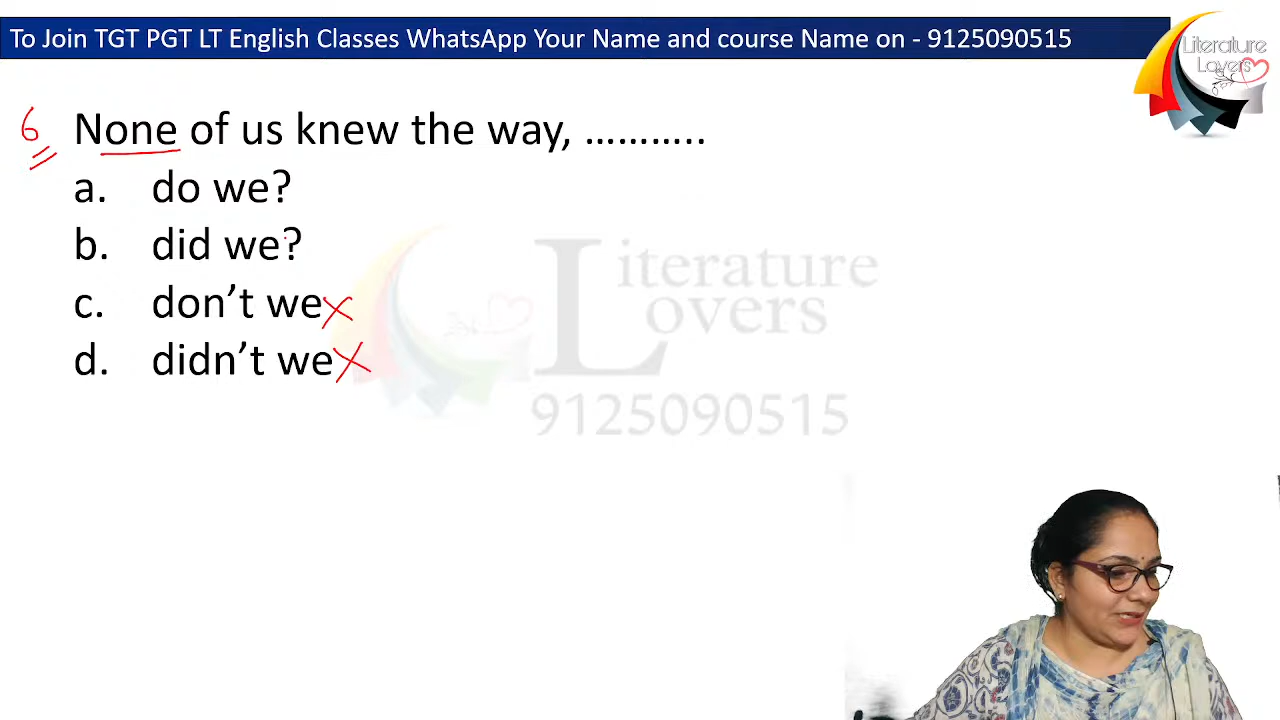 To Join TGT PGT LT English Classes WhatsApp Your Name and course Name on - 9125090515
Literature
Lovers
6 None of us knew the way, ………..
a. do we?
b. did we?
c. don’t we
d. didn’t we
Literature
Lovers
9125090515